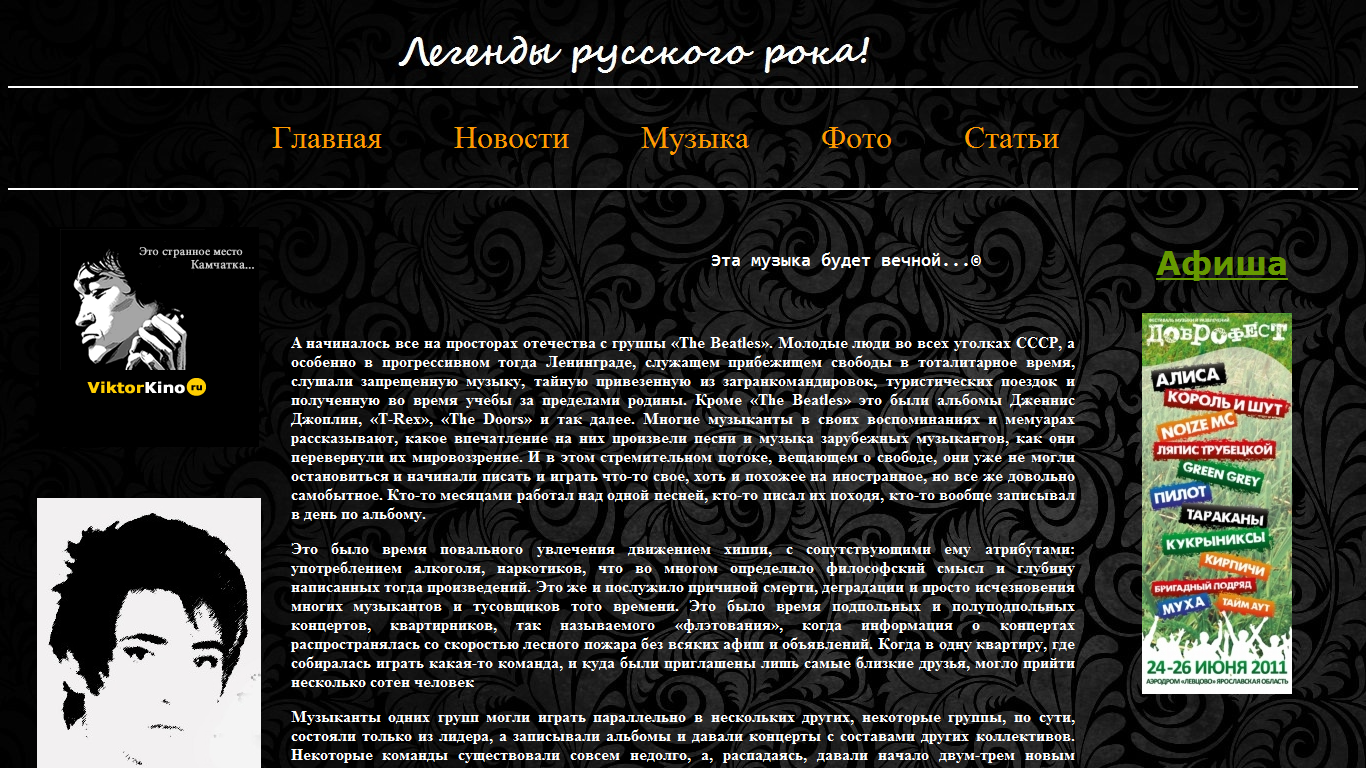 Легенды русского рока!
Главная Новости Музыка Фото Статьи
Это странное место
Камчатка...
ViktorKino ru
Эта музыка будет вечной...©
А начиналось все на просторах отечества с группы «The Beatles». Молодые люди во всех уголках СССР, а
особенно в прогрессивном тогда Ленинграде, служащем прибежищем свободы в тоталитарное время,
слушали запрещенную музыку, тайную привезенную из загранкомандировок, туристических поездок и
полученную во время учебы за пределами родины. Кроме «The Beatles» это были альбомы Дженнис
Джоплин, «T-Rex», «The Doors» и так далее. Многие музыканты в своих воспоминаниях и мемуарах
рассказывают, какое впечатление на них произвели песни и музыка зарубежных музыкантов, как они
перевернули их мировоззрение. И в этом стремительном потоке, вещающем о свободе, они уже не могли
остановиться и начинали писать и играть что-то свое, хоть и похожее на иностранное, но все же довольно
самобытное. Кто-то месяцами работал над одной песней, кто-то писал их походя, кто-то вообще записывал
в день по альбому.
Это было время повального увлечения движением хиппи, с сопутствующими ему атрибутами:
употреблением алкоголя, наркотиков, что во многом определило философский смысл и глубину
написанных тогда произведений. Это же и послужило причиной смерти, деградации и просто исчезновения
многих музыкантов и тусовщиков того времени. Это было время подпольных и полуподпольных
концертов, квартирников, так называемого «флэтования», когда информация о концертах
распространялась со скоростью лесного пожара без всяких афиш и объявлений. Когда в одну квартиру, где
собиралась играть какая-то команда, и куда были приглашены лишь самые близкие друзья, могло прийти
несколько сотен человек
Музыканты одних групп могли играть параллельно в нескольких других, некоторые группы, по сути,
состояли только из лидера, а записывали альбомы и давали концерты с составами других коллективов.
Некоторые команды существовали совсем недолго, а, распадаясь, давали начало двум-трем новым
Афиша
ДОБРОФЕСТ
АЛИСА
КОРОЛЬ И ШУТ
NOIZE MC
ЛЯПИС ТРУБЕЦКОЙ
GREEN GREY
ПИЛОТ
ТАРАКАНЫ
КУКРЫНИКСЫ
КИРПИЧИ
БРИГАДНЫЙ ПОДРЯД
МУХА ТАЙМ АУТ
24-26 ИЮНЯ 2011
АЭРОДРОМ «ЛЕВЦОВО» ЯРОСЛАВСКАЯ ОБЛАСТЬ